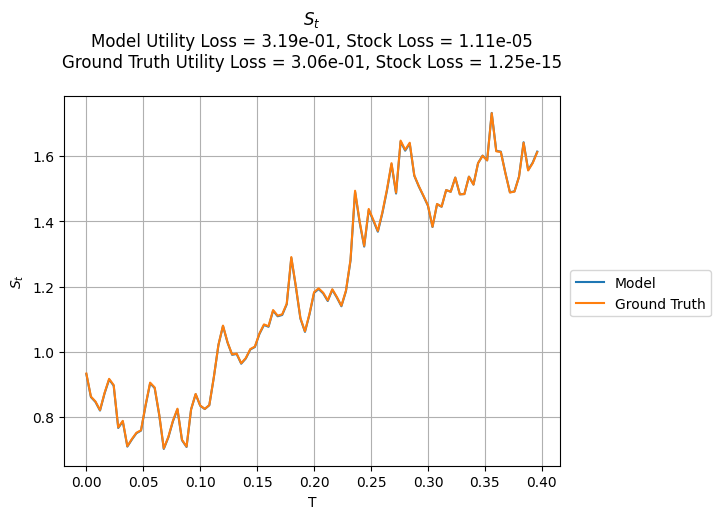 S_t
Model Utility Loss = 3.19e-01, Stock Loss = 1.11e-05
Ground Truth Utility Loss = 3.06e-01, Stock Loss = 1.25e-15
1.6
1.4
1.2
1.0
0.8
S_t
0.00 0.05 0.10 0.15 0.20 0.25 0.30 0.35 0.40
T
Model
Ground Truth